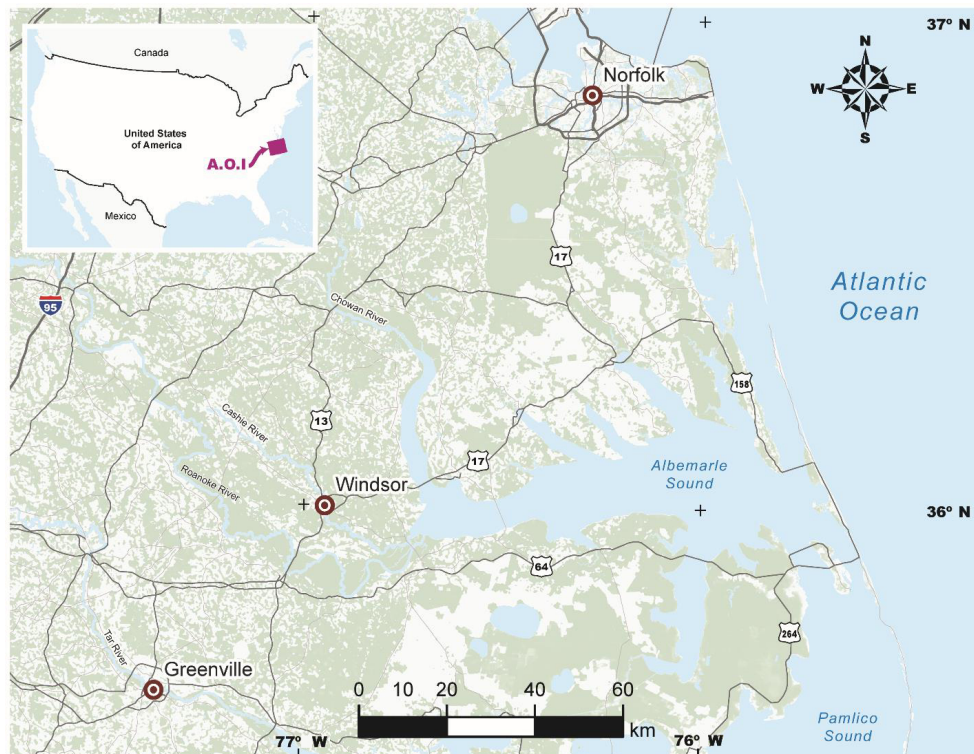 Canada
United States
of America
A.O.I
Mexico
Norfolk
37° N
N
W
E
S
17
Atlantic
Ocean
95
Chowan River
158
13
Cashie River
17
Albemarle
Sound
Roanoke River
Windsor
36° N
64
264
Tar River
Greenville
0 10 20 40 60
km
Pamlico
Sound
77° W
76° W